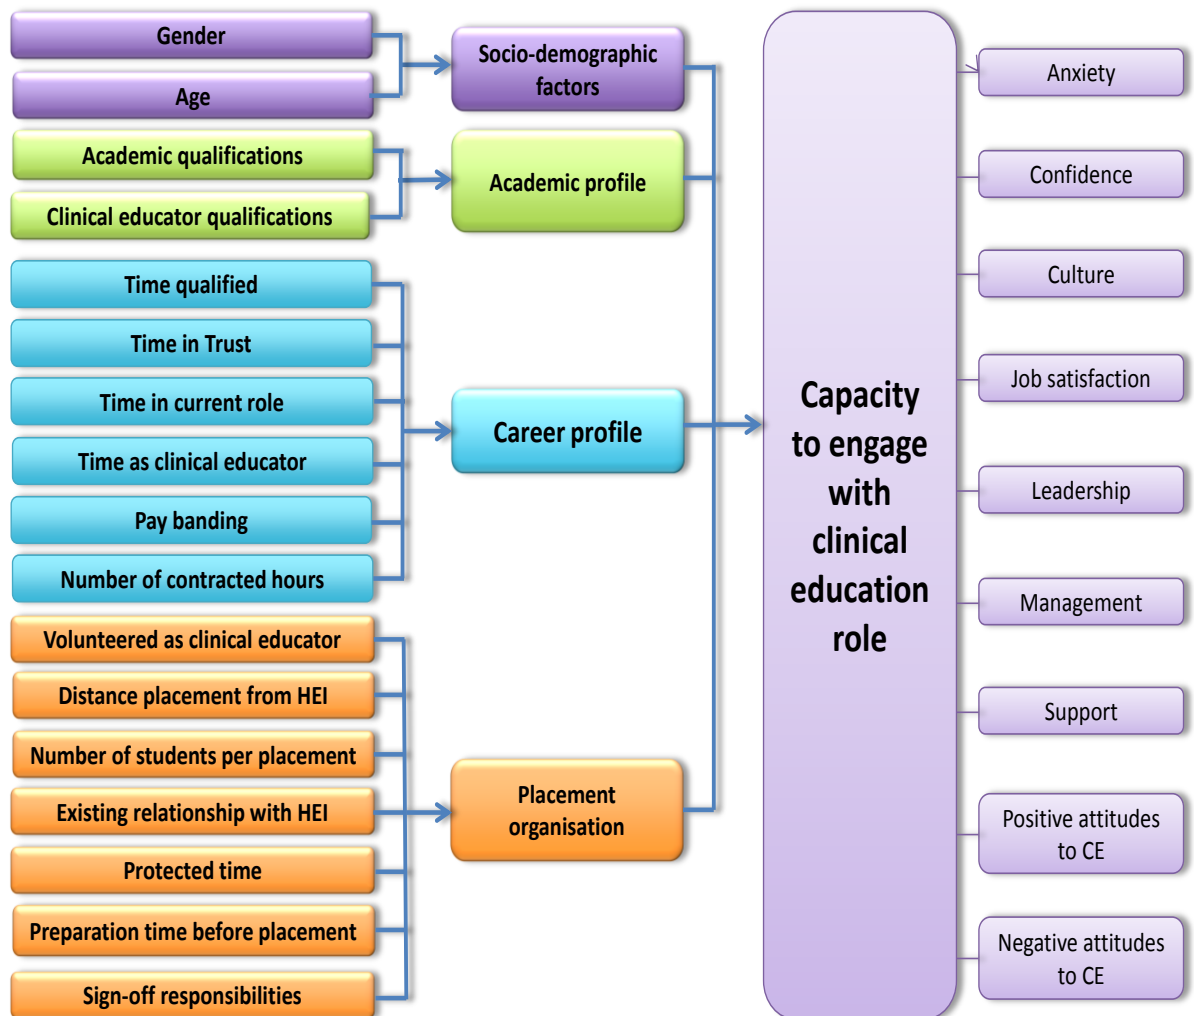 Gender
Age
Socio-demographic
factors
Academic qualifications
Clinical educator qualifications
Academic profile
Time qualified
Time in Trust
Time in current role
Time as clinical educator
Pay banding
Number of contracted hours
Career profile
Volunteered as clinical educator
Distance placement from HEI
Number of students per placement
Existing relationship with HEI
Protected time
Preparation time before placement
Sign-off responsibilities
Placement
organisation
Capacity
to engage
with
clinical
education
role
Anxiety
Confidence
Culture
Job satisfaction
Leadership
Management
Support
Positive attitudes
to CE
Negative attitudes
to CE